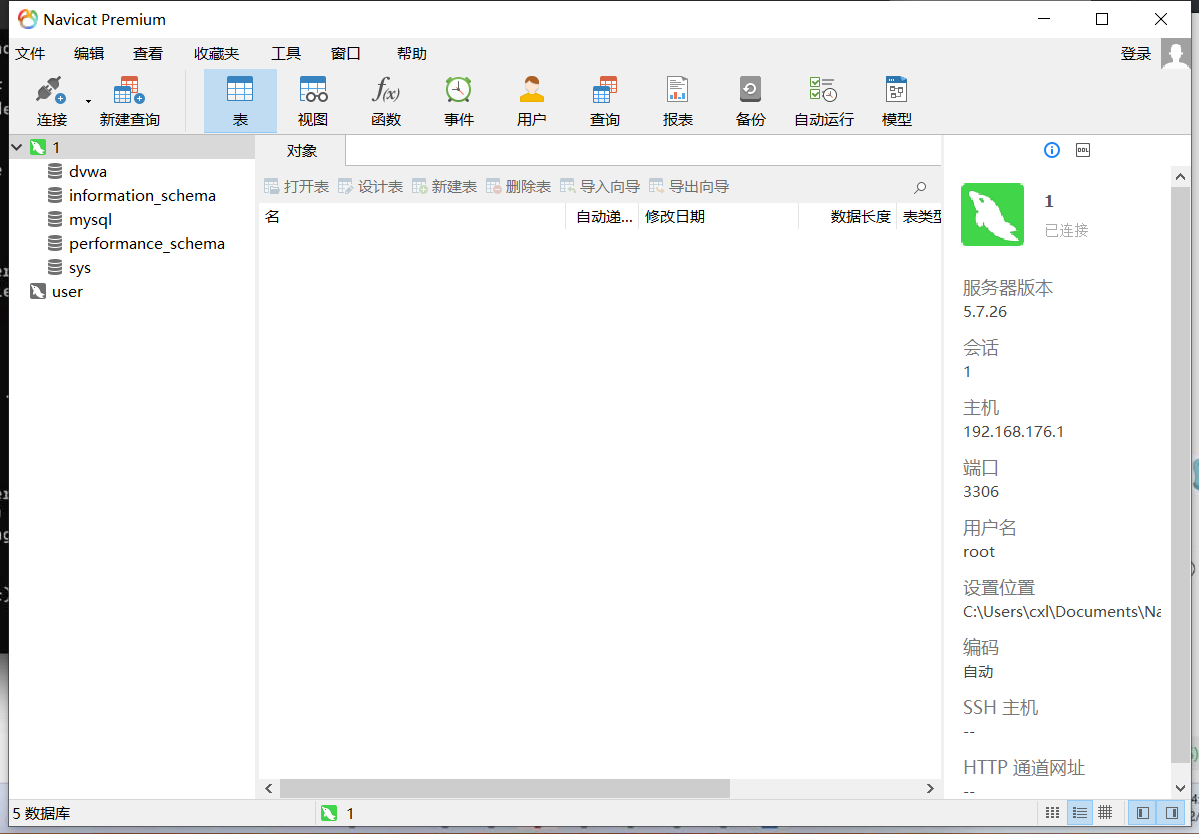 Navicat Premium
文件 编辑 查看 收藏夹 工具 窗口 帮助 登录
连接 新建查询 表 视图 函数 事件 用户 查询 报表 备份 自动运行 模型
1
dvwa
information_schema
mysql
performance_schema
sys
user
对象
打开表 设计表 新建表 删除表 导入向导 导出向导
名 自动递... 修改日期 数据长度 表类型
DDL
1
已连接
服务器版本
5.7.26
会话
1
主机
192.168.176.1
端口
3306
用户名
root
设置位置
C:\Users\cxl\Documents\Na
编码
自动
SSH 主机
--
HTTP 通道网址
--
5 数据库 1